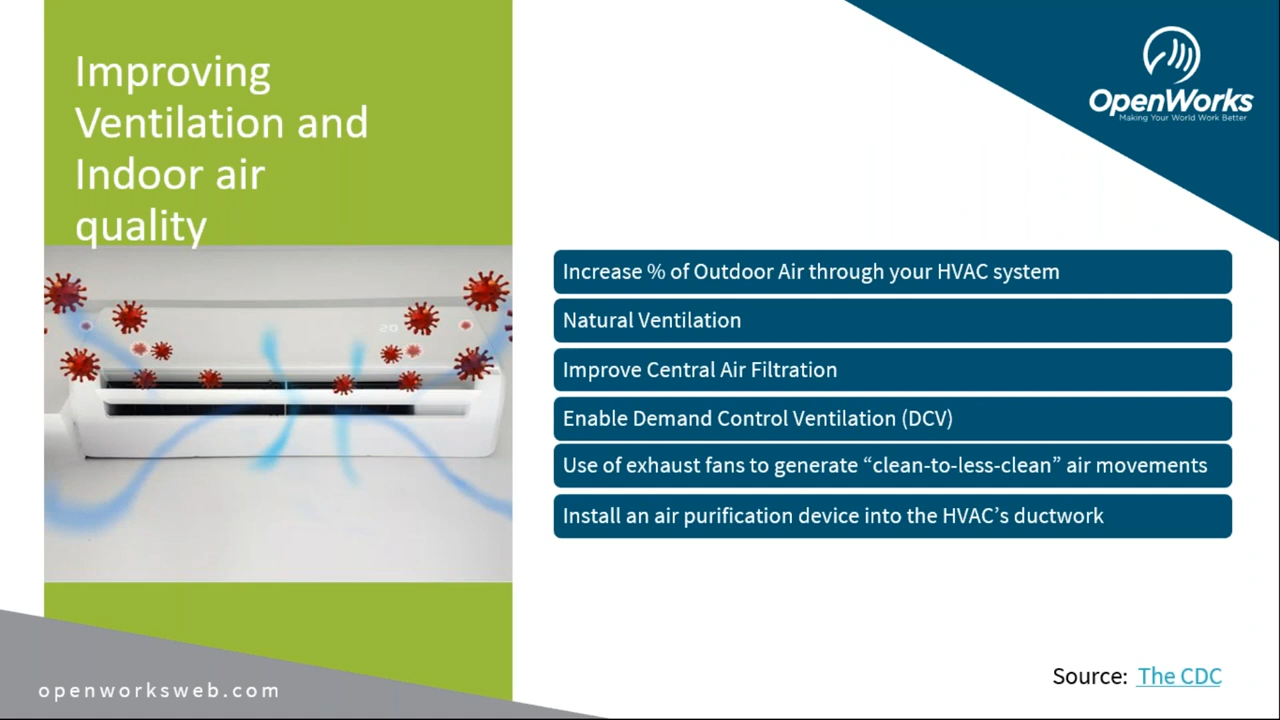 Improving
Ventilation and
Indoor air
quality
OpenWorks
Making Your World Work Better
Increase % of Outdoor Air through your HVAC system
Natural Ventilation
Improve Central Air Filtration
Enable Demand Control Ventilation (DCV)
Use of exhaust fans to generate “clean-to-less-clean” air movements
Install an air purification device into the HVAC’s ductwork
20
Source: The CDC
openworksweb.com